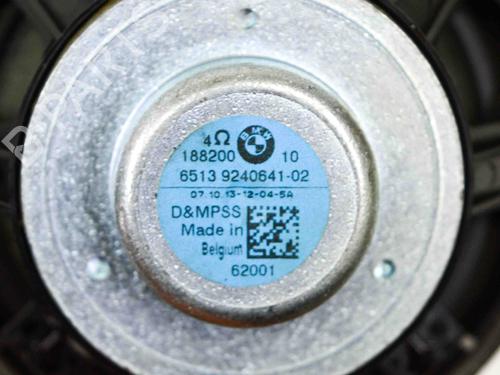 4Ω BMW
188200 10
6513 9240641-02
07.10.13-12-04-5A
D&MPSS
Made in
Belgium
62001